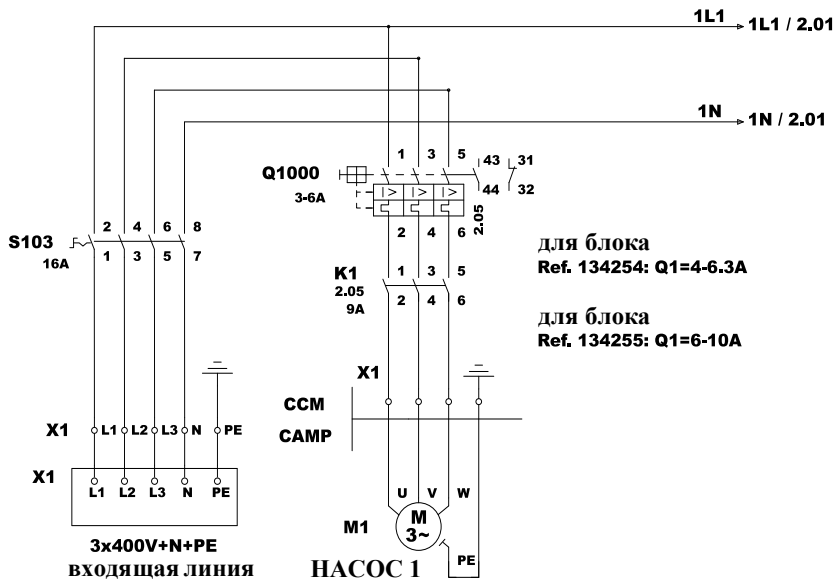 1L1
1L1 / 2.01
1N
1N / 2.01
1 3 5 43 31
Q1000
44 32
3-6A
I> I> I>
2.05
2 4 6
2 4 6 8
S103
16A
1 3 5 7
для блока
Ref. 134254: Q1=4-6.3A
K1
2.05
9A
1 3 5
2 4 6
для блока
Ref. 134255: Q1=6-10A
X1
CCM
CAMP
X1 L1 L2 L3 N PE
X1
L1 L2 L3 N PE
U V W
M1
M
3~
PE
3x400V+N+PE
входящая линия
НАСОС 1